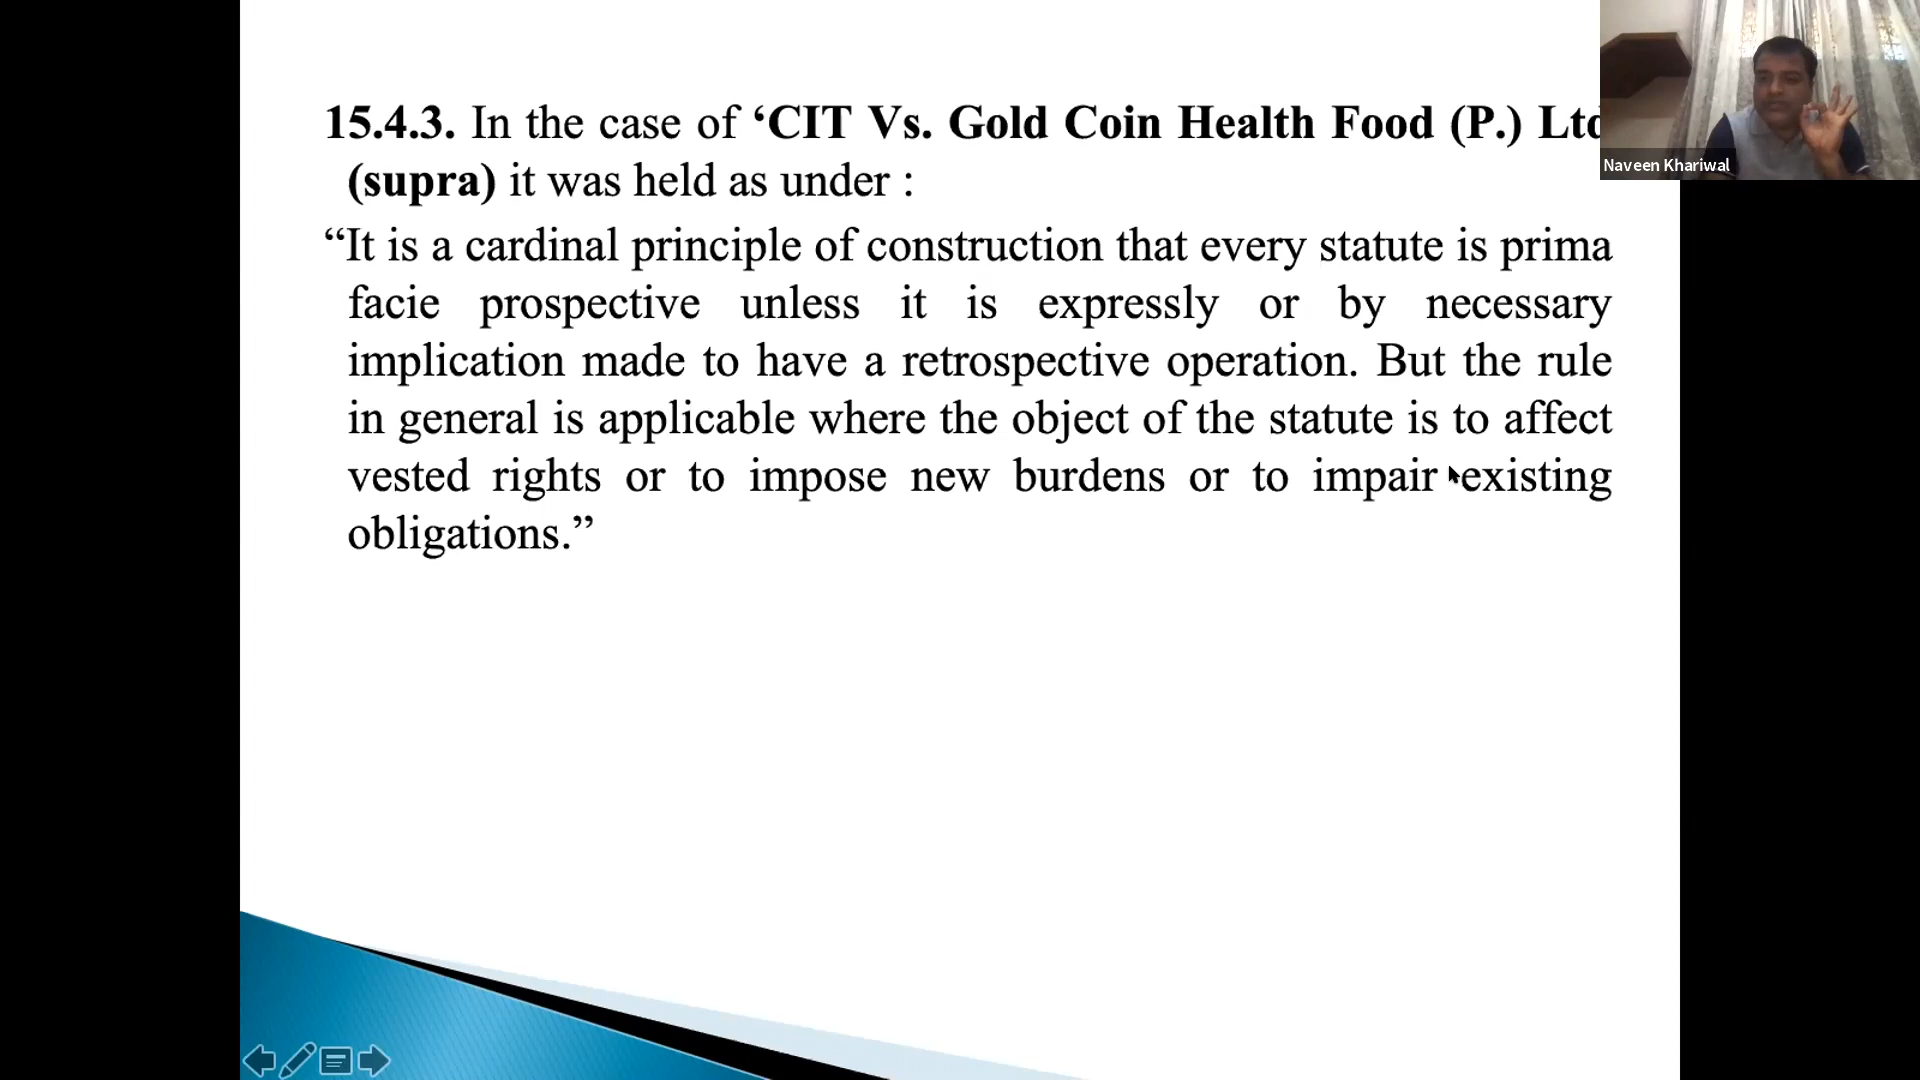 15.4.3. In the case of ‘CIT Vs. Gold Coin Health Food (P.) Ltd
(supra) it was held as under :
“It is a cardinal principle of construction that every statute is prima
facie prospective unless it is expressly or by necessary
implication made to have a retrospective operation. But the rule
in general is applicable where the object of the statute is to affect
vested rights or to impose new burdens or to impair existing
obligations.”
Naveen Khariwal